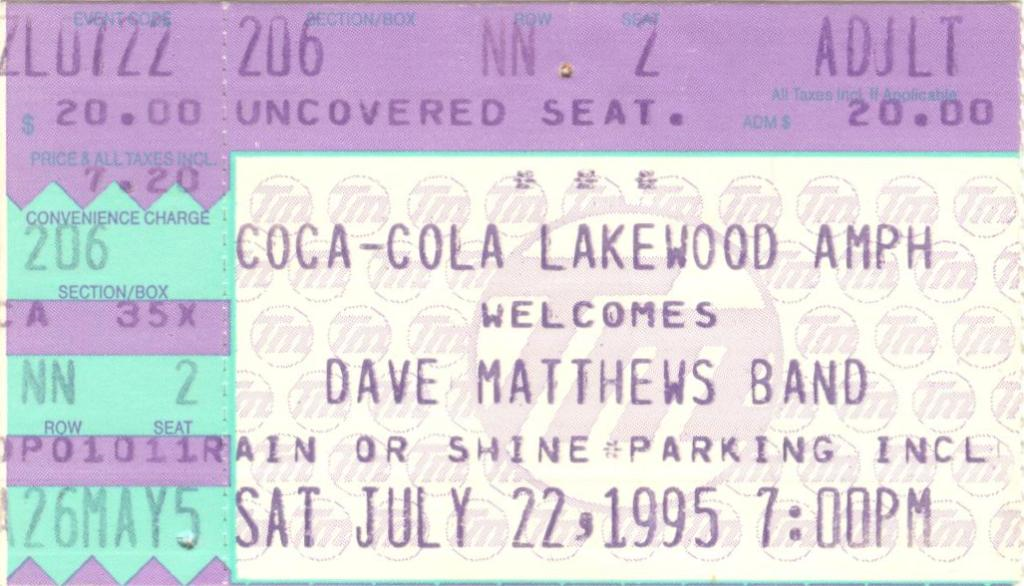 EVENT CODE SECTION/BOX ROW SEAT
ZL0722 206 NN. 2 ADULT
All Taxes Incl. If Applicable
$ 20.00 UNCOVERED SEAT. ADM $ 20.00
PRICE & ALL TAXES INCL.
7.20
CONVENIENCE CHARGE
206 COCA-COLA LAKEWOOD AMPH
SECTION/BOX
CA 35X WELCOMES
NN 2 DAVE MATTHEWS BAND
ROW SEAT
OP01011RAIN OR SHINE*PARKING INCL
A26MAY5 SAT JULY 22,1995 7:00PM